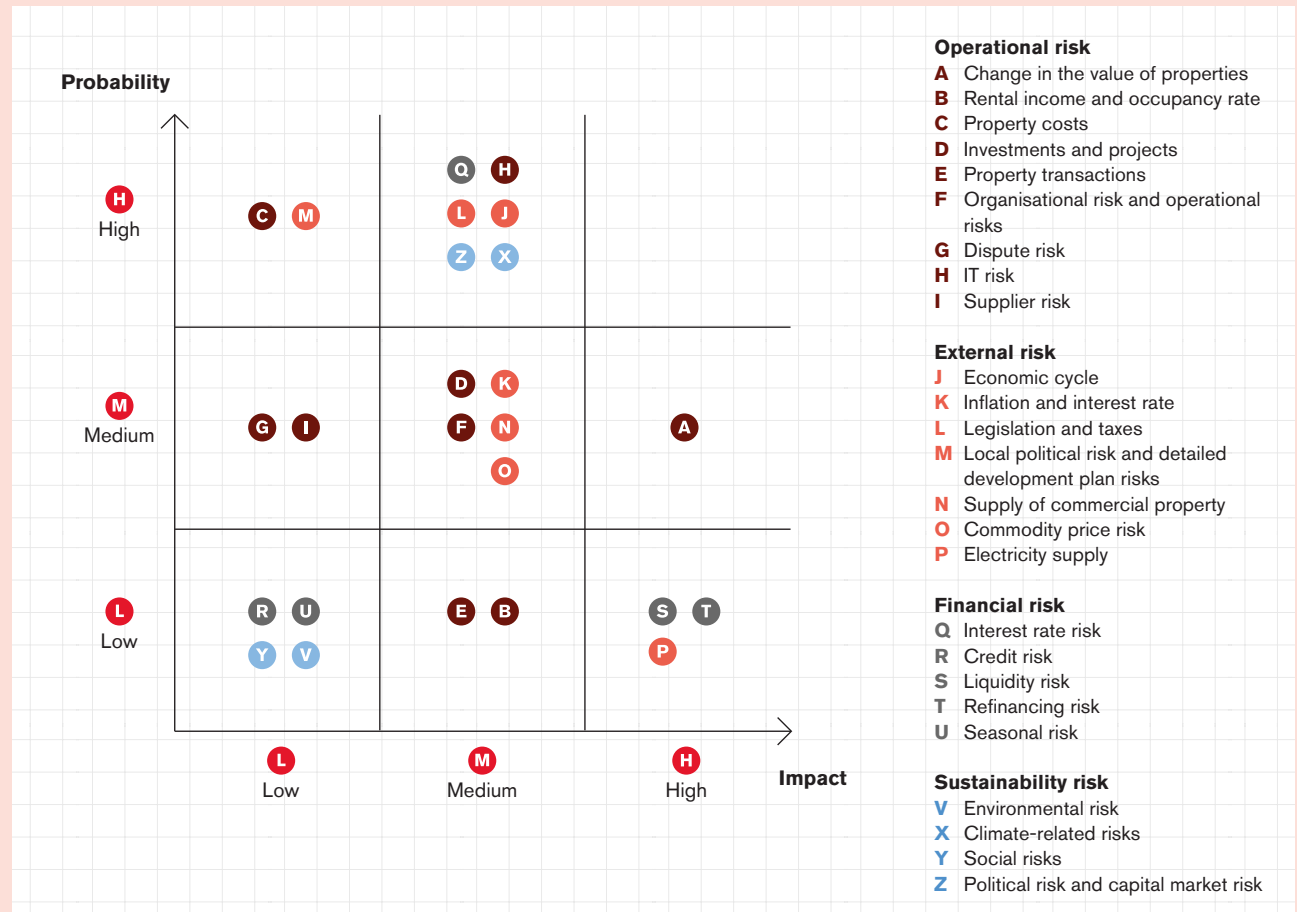 Probability
H
High
C M
Q H
L J
Z X
M
Medium
G I
D K
F N
O
A
L
Low
R U
Y V
E B
S T
P
L
Low
M
Medium
H
High
Impact
Operational risk
A Change in the value of properties
B Rental income and occupancy rate
C Property costs
D Investments and projects
E Property transactions
F Organisational risk and operational
risks
G Dispute risk
H IT risk
I Supplier risk
External risk
J Economic cycle
K Inflation and interest rate
L Legislation and taxes
M Local political risk and detailed
development plan risks
N Supply of commercial property
O Commodity price risk
P Electricity supply
Financial risk
Q Interest rate risk
R Credit risk
S Liquidity risk
T Refinancing risk
U Seasonal risk
Sustainability risk
V Environmental risk
X Climate-related risks
Y Social risks
Z Political risk and capital market risk